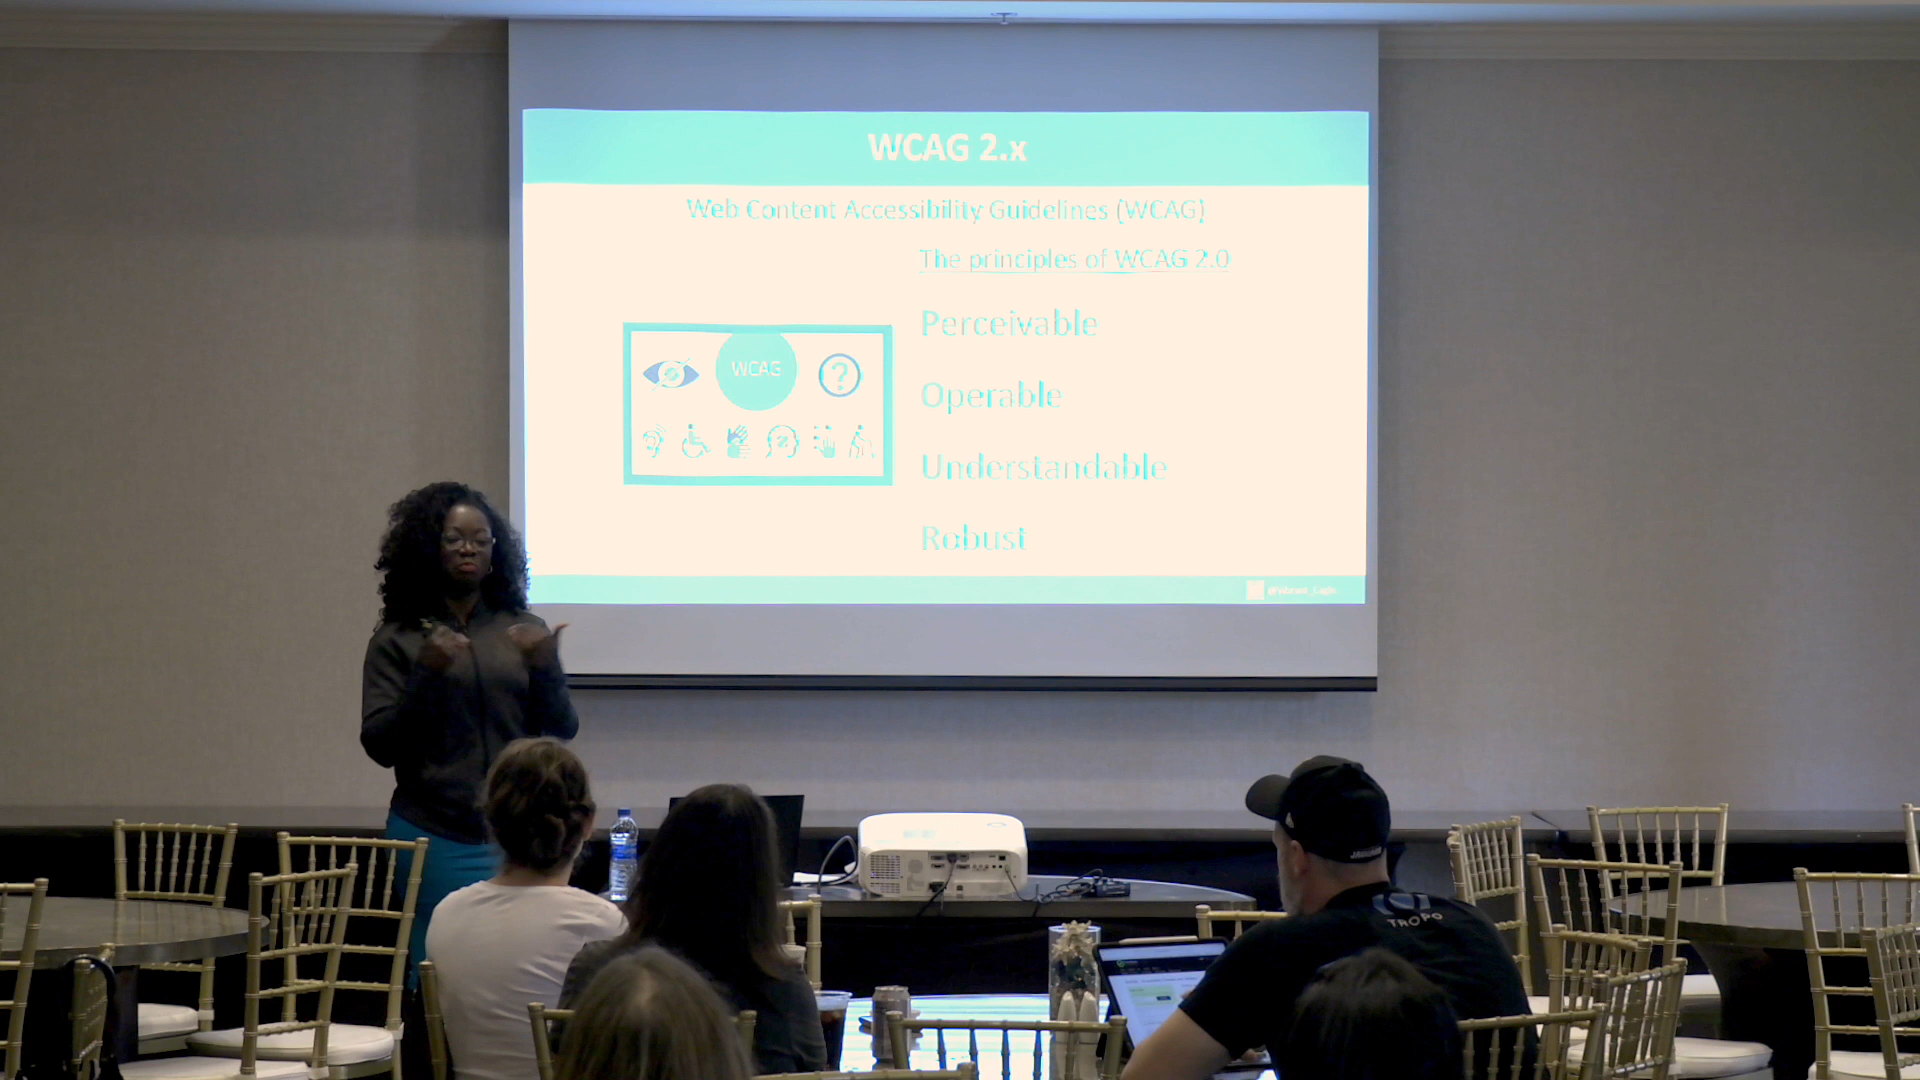 WCAG 2.x
Web Content Accessibility Guidelines (WCAG)
The principles of WCAG 2.0
Perceivable
WCAG
?
Operable
Understandable
Robust
TROPO